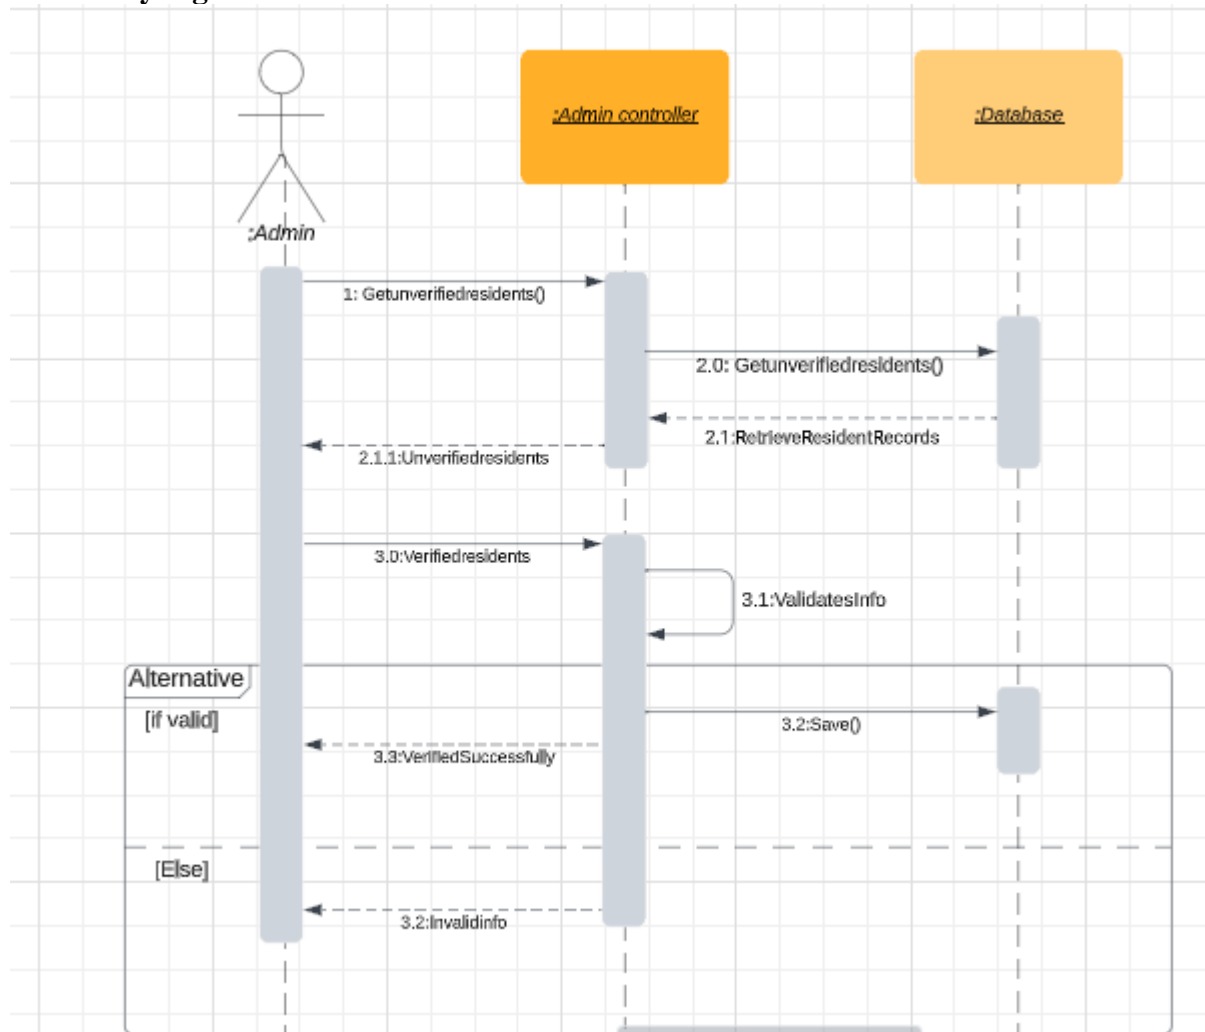 :Admin controller
:Database
:Admin
1: Getunverifiedresidents()
2.0: Getunverifiedresidents()
2.1:RetrieveResidentRecords
2.1.1:Unverifiedresidents
3.0:Verifiedresidents
3.1:ValidatesInfo
Alternative
[if valid]
3.2:Save()
3.3:VerifiedSuccessfully
[Else]
3.2:Invalidinfo